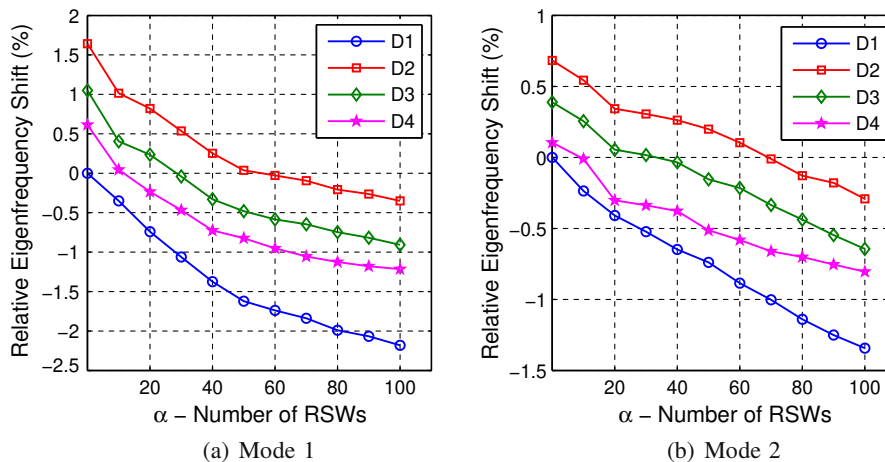 Relative Eigenfrequency Shift (%)
2
1.5
1
0.5
0
−0.5
−1
−1.5
−2
−2.5
20 40 60 80 100
α − Number of RSWs
D1
D2
D3
D4
(a) Mode 1
Relative Eigenfrequency Shift (%)
1
0.5
0
−0.5
−1
−1.5
20 40 60 80 100
α − Number of RSWs
D1
D2
D3
D4
(b) Mode 2